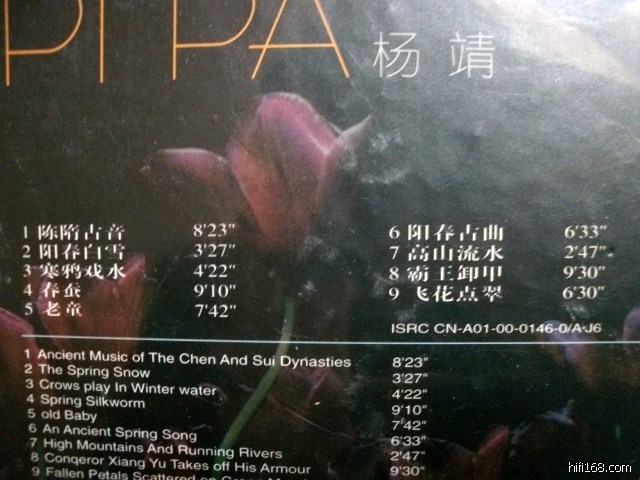 PI PA 杨靖
1 陈隋古音 8'23"
2 阳春白雪 3'27"
3 寒鸦戏水 4'22"
4 春蚕 9'10"
5 老童 7'42"
6 阳春古曲 6'33"
7 高山流水 2'47"
8 霸王卸甲 9'30"
9 飞花点翠 6'30"
ISRC CN-A01-00-0146-0/A·J6
1 Ancient Music of The Chen And Sui Dynasties 8'23"
2 The Spring Snow 3'27"
3 Crows play In Winter water 4'22"
4 Spring Silkworm 9'10"
5 old Baby 7'42"
6 An Ancient Spring Song 6'33"
7 High Mountains And Running Rivers 2'47"
8 Conqeror Xiang Yu Takes off His Armour 9'30"
9 Fallen Petals Scattered on
hifi168.com